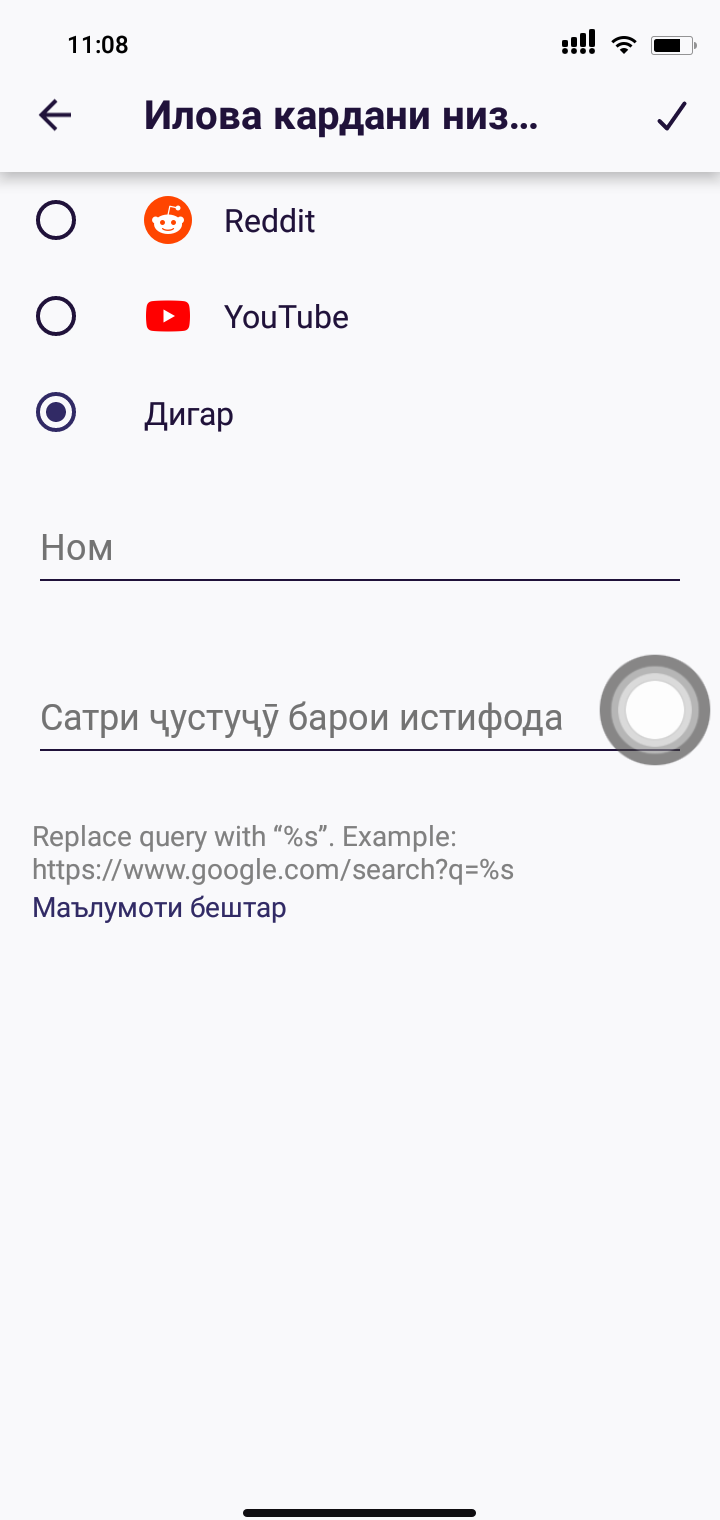 11:08
Илова кардани низ...
Reddit
YouTube
Дигар
Ном
Сатри ҷустуҷӯ барои истифода
Replace query with “%s”. Example:
https://www.google.com/search?q=%s
Маълумоти бештар